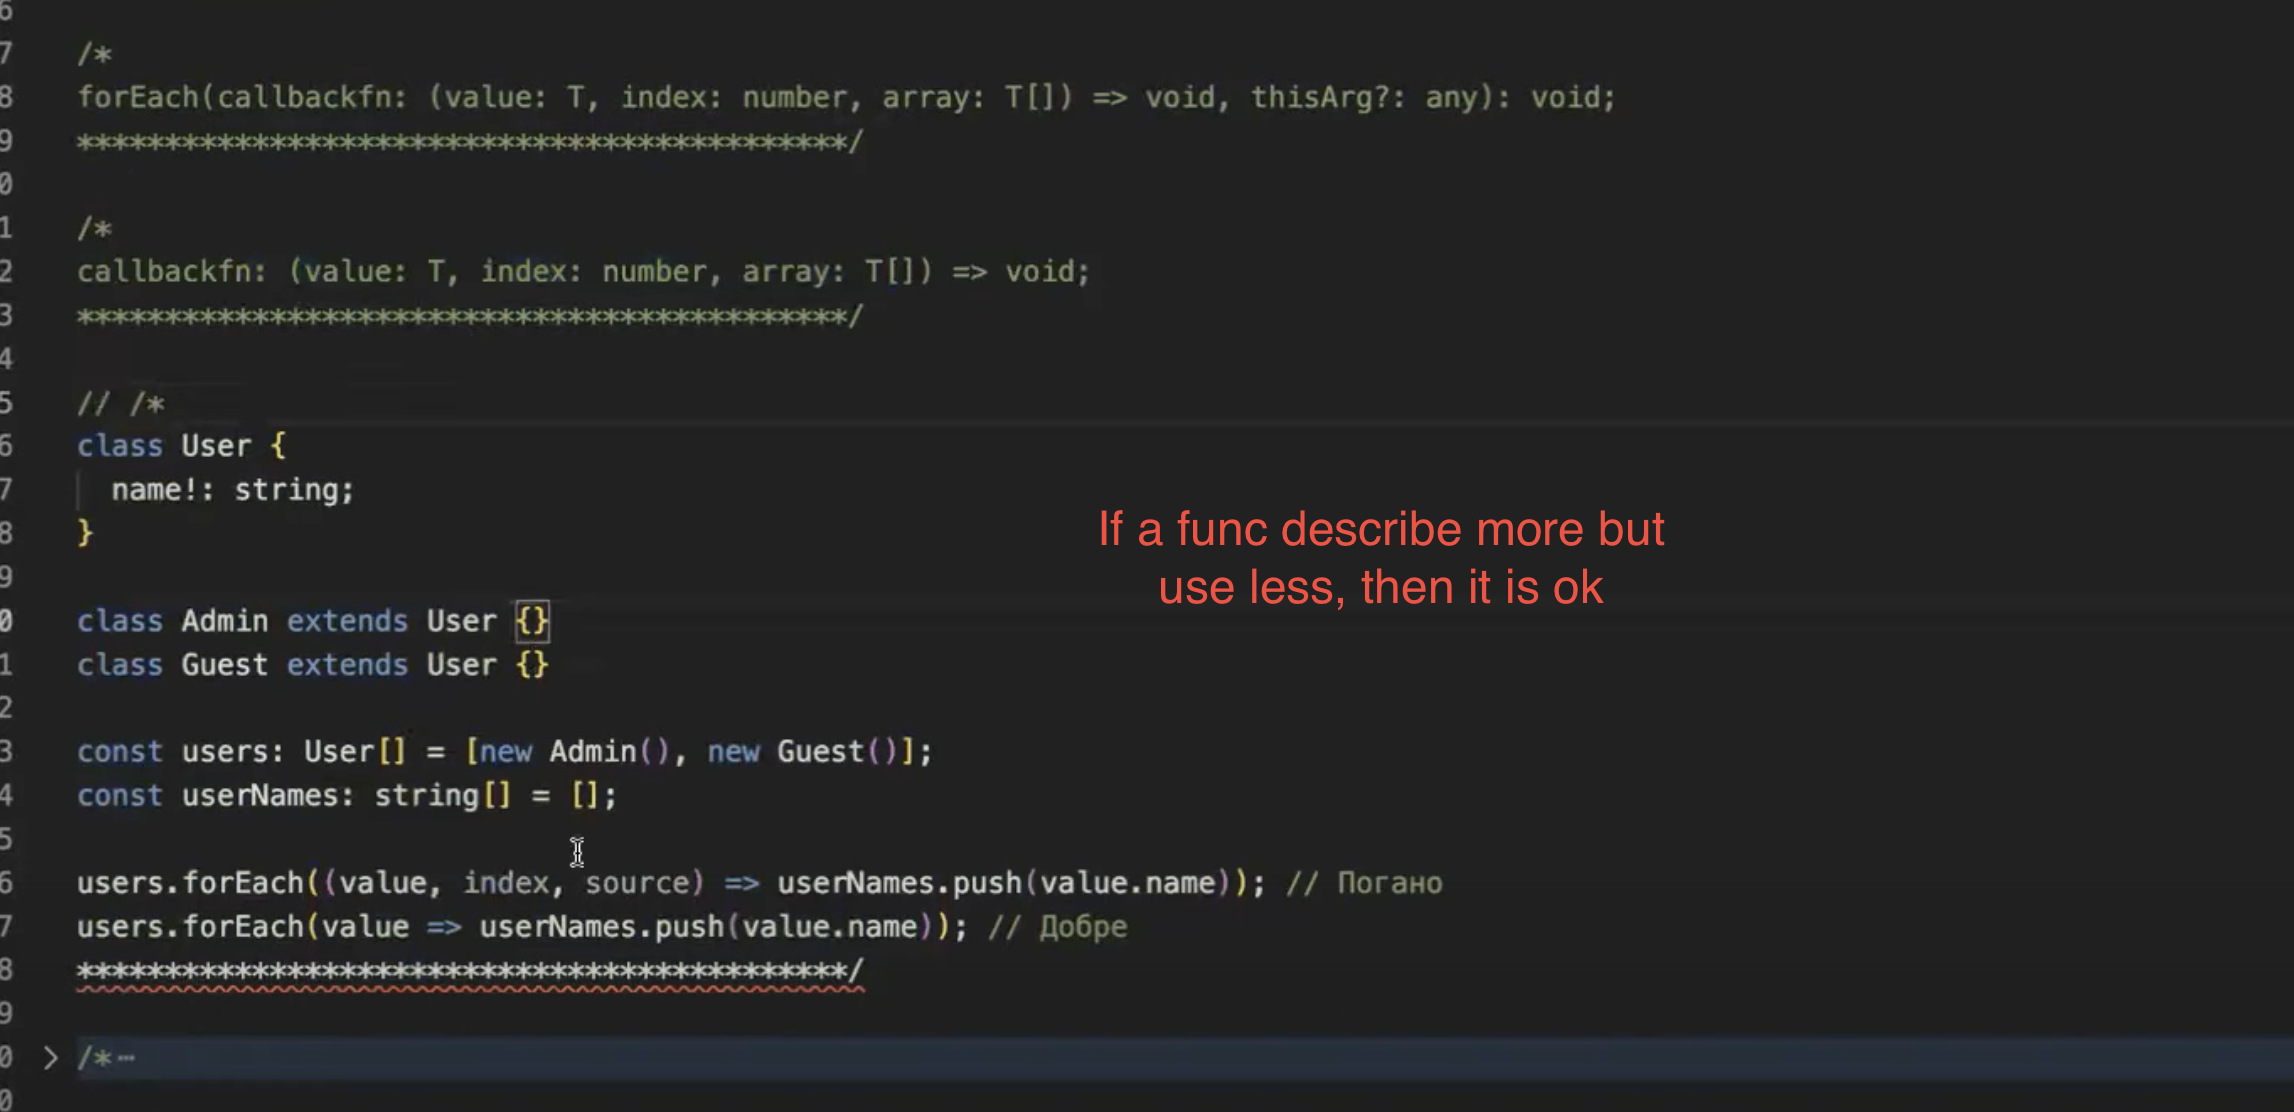 6
7 /*
8 forEach(callbackfn: (value: T, index: number, array: T[]) => void, thisArg?: any): void;
9 ********************************************/
0
1 /*
2 callbackfn: (value: T, index: number, array: T[]) => void;
3 ********************************************/
4
5 // /*
6 class User {
7 name!: string;
8 }
If a func describe more but
use less, then it is ok
9
0 class Admin extends User {}
1 class Guest extends User {}
2
3 const users: User[] = [new Admin(), new Guest()];
4 const userNames: string[] = [];
5
6 users.forEach((value, index, source) => userNames.push(value.name)); // Погано
7 users.forEach(value => userNames.push(value.name)); // Добре
8 ********************************************/
9
0 > /*⋯
0